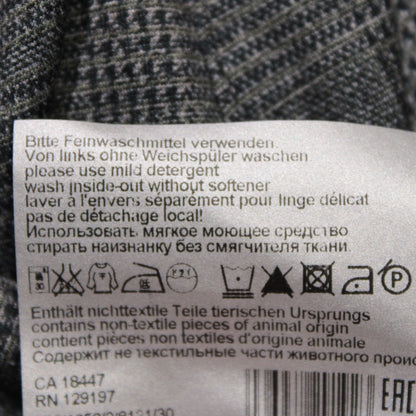 Bitte Feinwaschmittel verwenden.
Von links ohne Weichspüler waschen
please use mild detergent
wash inside-out without softener
laver à l'envers séparément pour linge délicat
pas de détachage local!
Использовать мягкое моющее средство
стирать наизнанку без смягчителя ткани.
P
Enthält nichttextile Teile tierischen Ursprungs
contains non-textile pieces of animal origin
contient pièces non textiles d'origine animale
Содержит не текстильные части животного
CA 18447
RN 129197
EAC